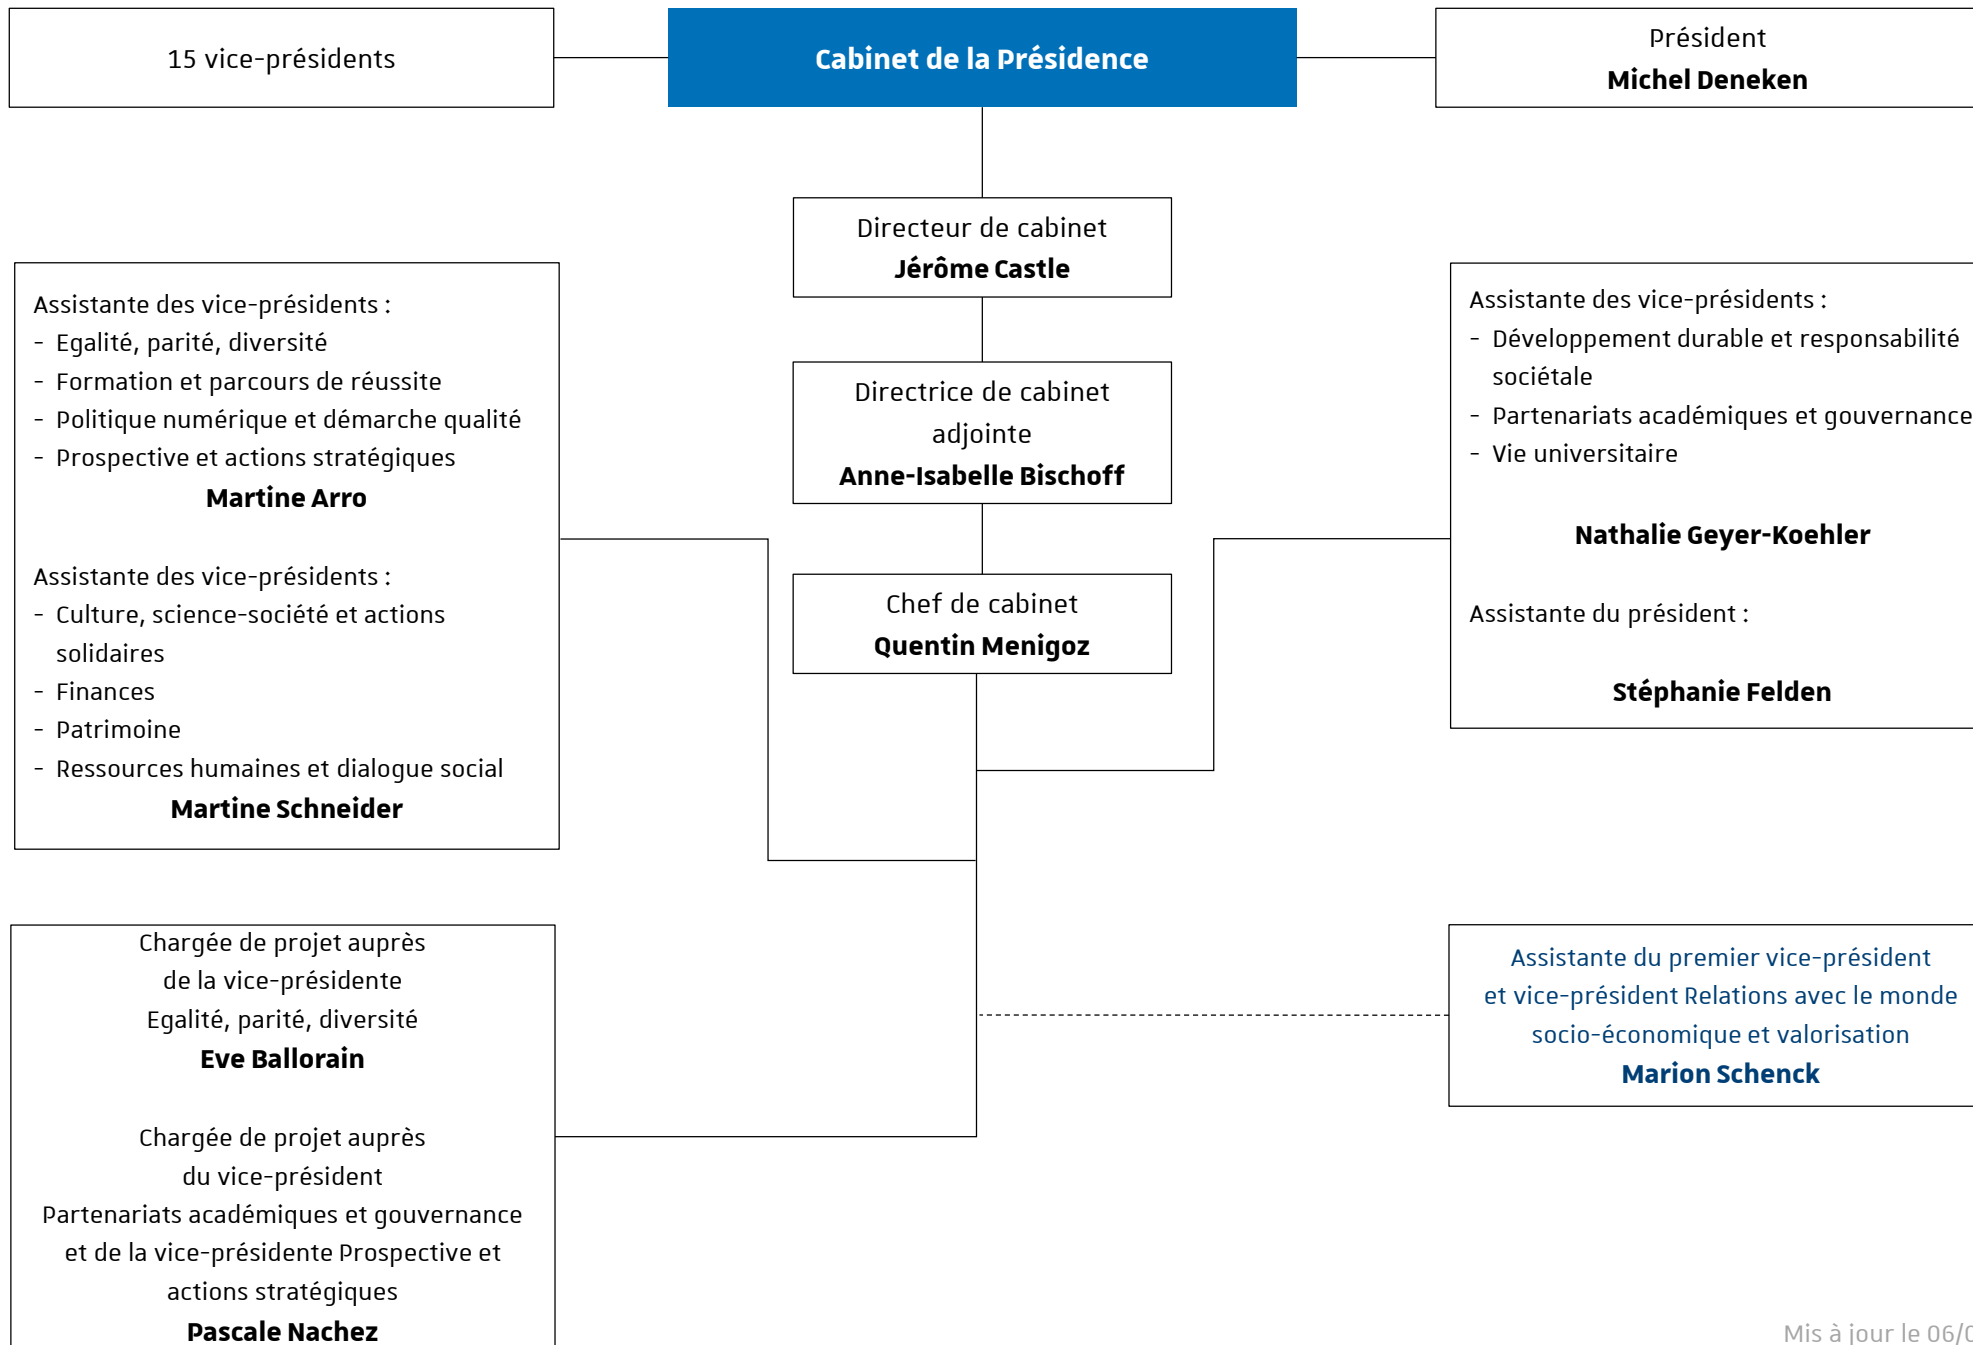 15 vice-présidents
Cabinet de la Présidence
Président
Michel Deneken
Directeur de cabinet
Jérôme Castle
Directrice de cabinet
adjointe
Anne-Isabelle Bischoff
Chef de cabinet
Quentin Menigoz
Assistante des vice-présidents :
- Egalité, parité, diversité
- Formation et parcours de réussite
- Politique numérique et démarche qualité
- Prospective et actions stratégiques
Martine Arro
Assistante des vice-présidents :
- Culture, science-société et actions
solidaires
- Finances
- Patrimoine
- Ressources humaines et dialogue social
Martine Schneider
Assistante des vice-présidents :
- Développement durable et responsabilité
sociétale
- Partenariats académiques et gouvernance
- Vie universitaire
Nathalie Geyer-Koehler
Assistante du président :
Stéphanie Felden
Chargée de projet auprès
de la vice-présidente
Egalité, parité, diversité
Eve Ballorain
Chargée de projet auprès
du vice-président
Partenariats académiques et gouvernance
et de la vice-présidente Prospective et
actions stratégiques
Pascale Nachez
Assistante du premier vice-président
et vice-président Relations avec le monde
socio-économique et valorisation
Marion Schenck
Mis à jour le 06/